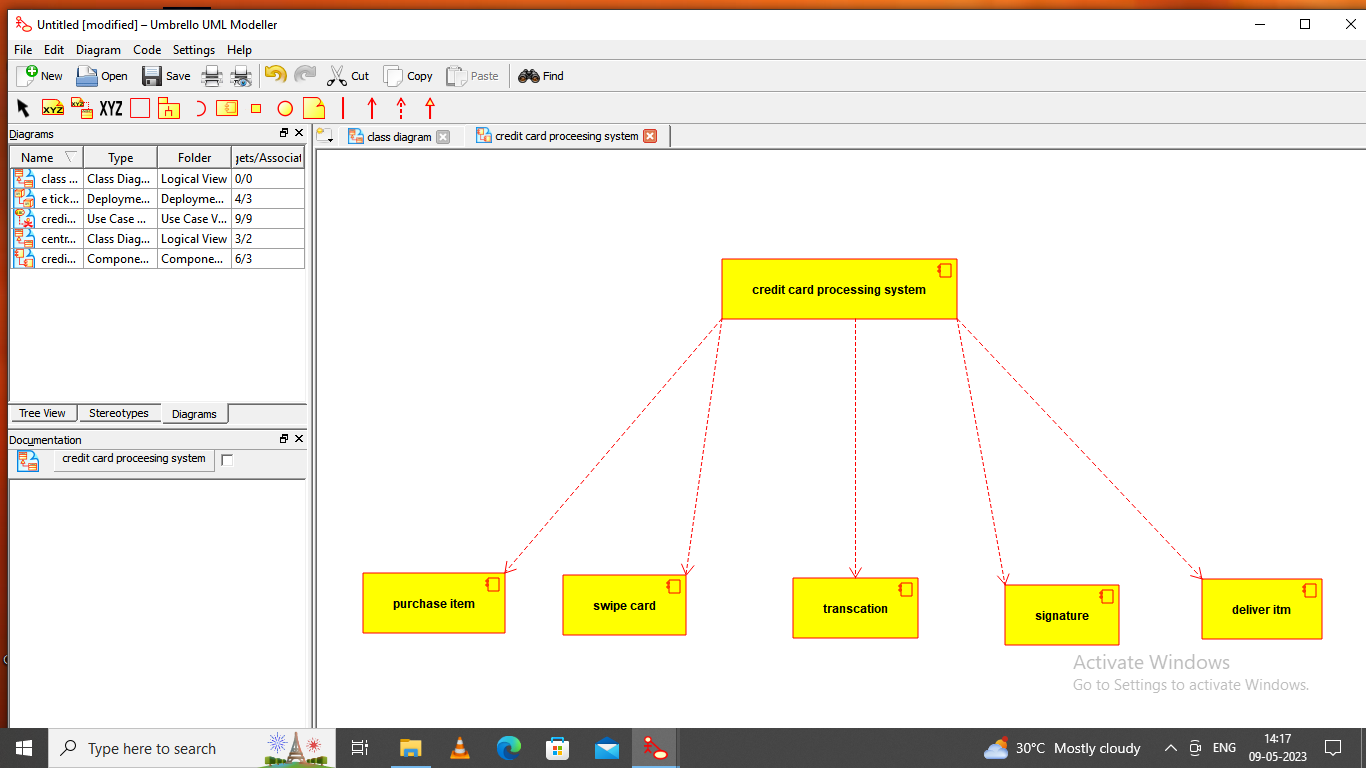 Untitled [modified] – Umbrello UML Modeller
File Edit Diagram Code Settings Help
New Open Save Cut Copy Paste Find
XYZ XYZ XYZ
Diagrams
class diagram credit card proceesing system
Name Type Folder gets/Associat
class ... Class Diag... Logical View 0/0
e tick... Deployme... Deployme... 4/3
credi... Use Case ... Use Case V... 9/9
centr... Class Diag... Logical View 3/2
credi... Compone... Compone... 6/3
credit card processing system
Tree View Stereotypes Diagrams
Documentation
credit card proceesing system
purchase item
swipe card
transcation
signature
deliver itm
Activate Windows
Go to Settings to activate Windows.
Type here to search
30°C Mostly cloudy
ENG
14:17
09-05-2023